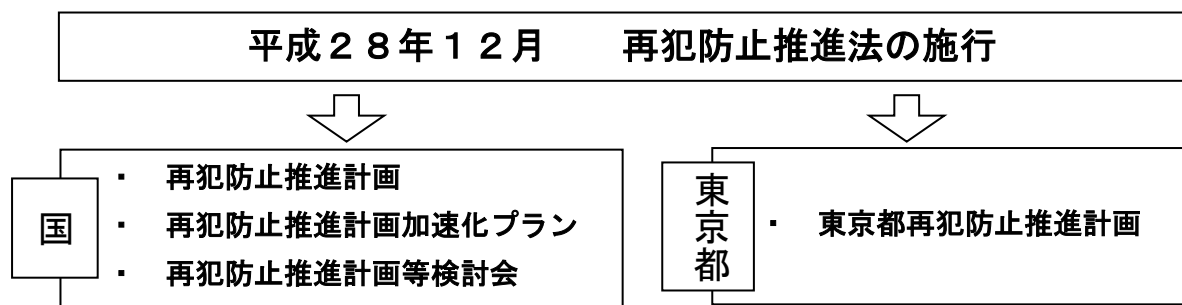 平成２８年１２月　　再犯防止推進法の施行
国
・　再犯防止推進計画
・　再犯防止推進計画加速化プラン
・　再犯防止推進計画等検討会
東京都
・　東京都再犯防止推進計画